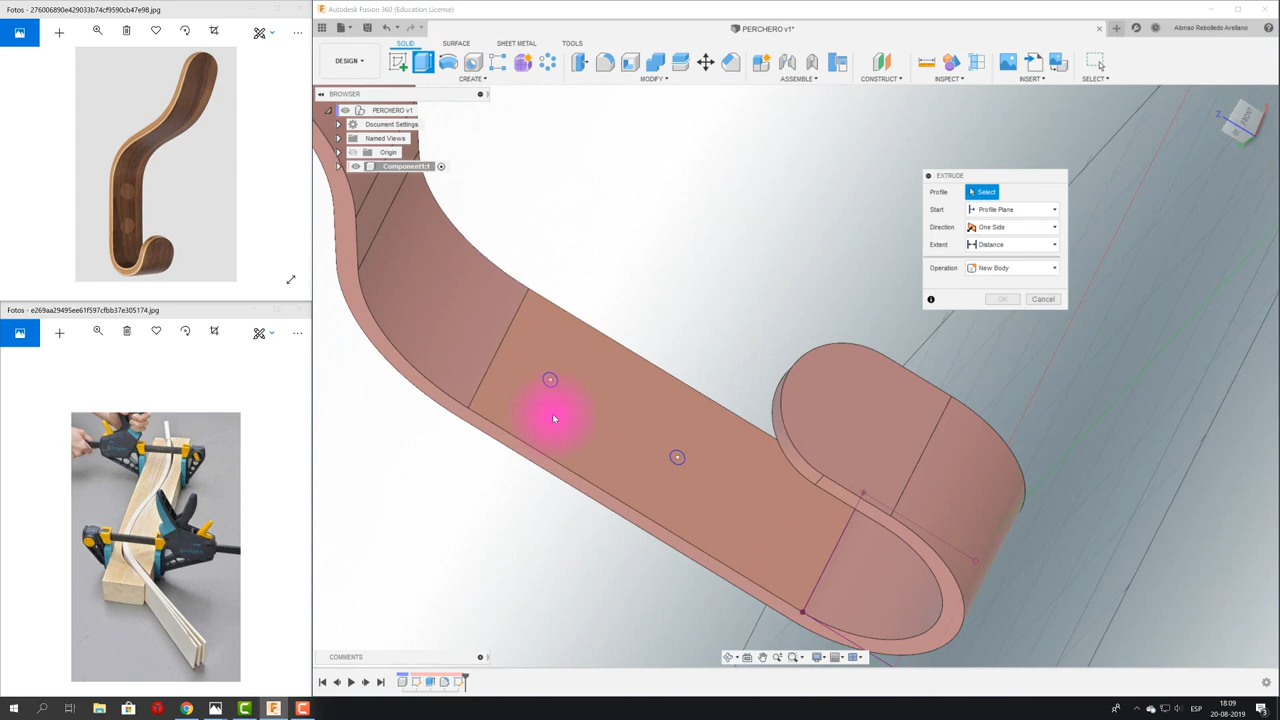 Fotos - 276006890e429033b74cf9590cb47e98.jpg
Fotos - e269aa29495ee61f597cfbb37e305174.jpg
Autodesk Fusion 360 (Education License)
PERCHERO v1*
Alonso Rebolledo Arellano
SOLID
SURFACE
SHEET METAL
TOOLS
DESIGN
CREATE
MODIFY
ASSEMBLE
CONSTRUCT
INSPECT
INSERT
SELECT
BROWSER
PERCHERO v1
Document Settings
Named Views
Origin
Component1:1
Z
EXTRUDE
Profile Select
Start Profile Plane
Direction One Side
Extent Distance
Operation New Body
OK Cancel
COMMENTS
ESP
18:09
20-08-2019
3